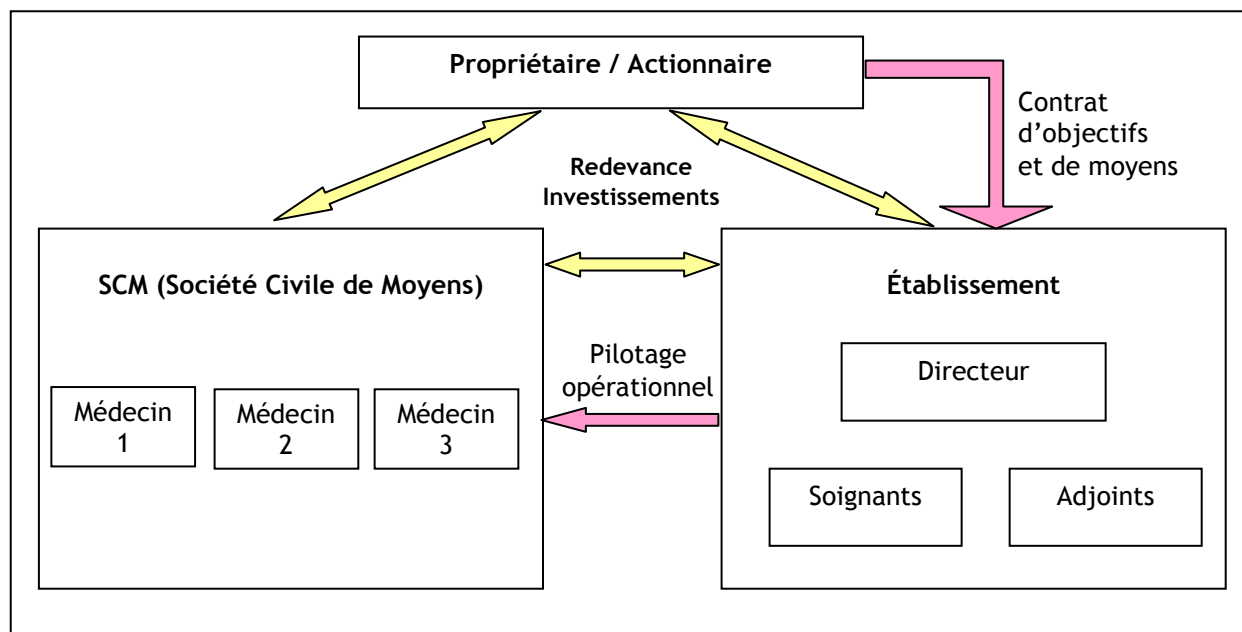 Propriétaire / Actionnaire
Contrat
d’objectifs
et de moyens
Redevance
Investissements
SCM (Société Civile de Moyens)
Établissement
Pilotage
opérationnel
Directeur
Médecin
1
Médecin
2
Médecin
3
Soignants
Adjoints